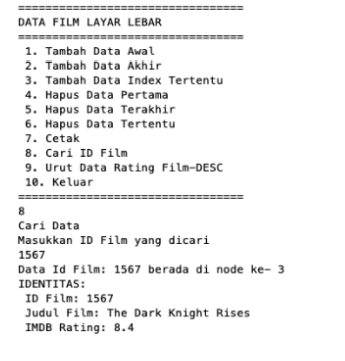 ==================================
DATA FILM LAYAR LEBAR
==================================
1. Tambah Data Awal
2. Tambah Data Akhir
3. Tambah Data Index Tertentu
4. Hapus Data Pertama
5. Hapus Data Terakhir
6. Hapus Data Tertentu
7. Cetak
8. Cari ID Film
9. Urut Data Rating Film-DESC
10. Keluar
==================================
8
Cari Data
Masukkan ID Film yang dicari
1567
Data Id Film: 1567 berada di node ke- 3
IDENTITAS:
ID Film: 1567
Judul Film: The Dark Knight Rises
IMDB Rating: 8.4